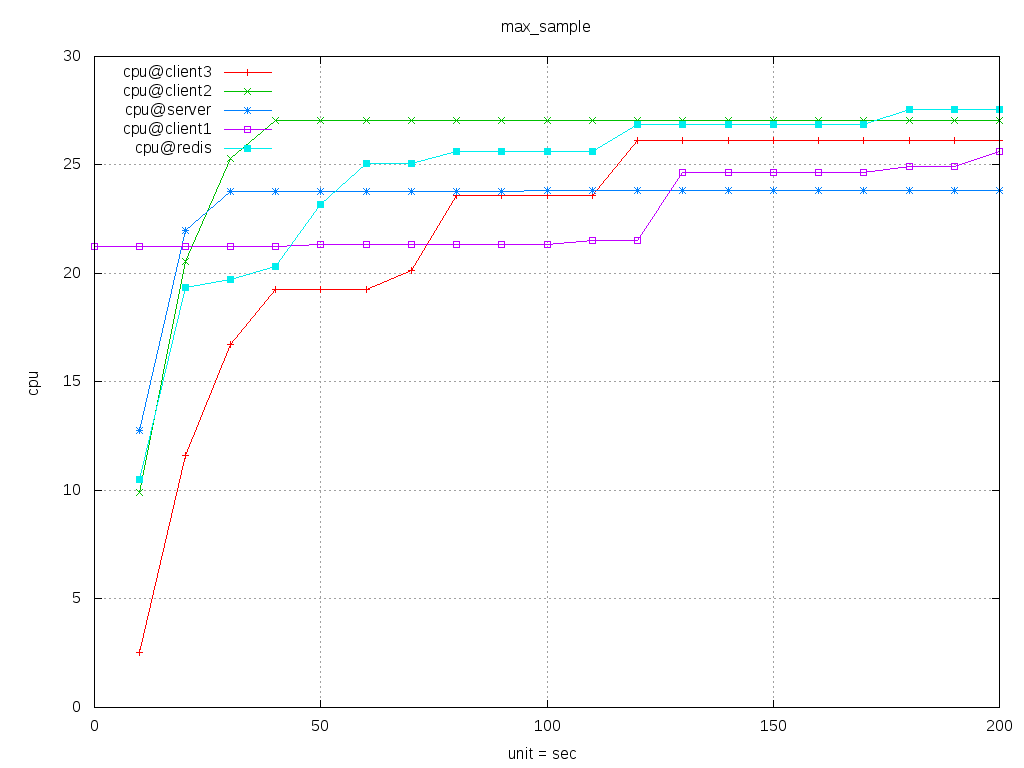 max_sample
30
cpu@client3
cpu@client2
cpu@server
cpu@client1
cpu@redis
25
20
15
cpu
10
5
0
0 50 100 150 200
unit = sec